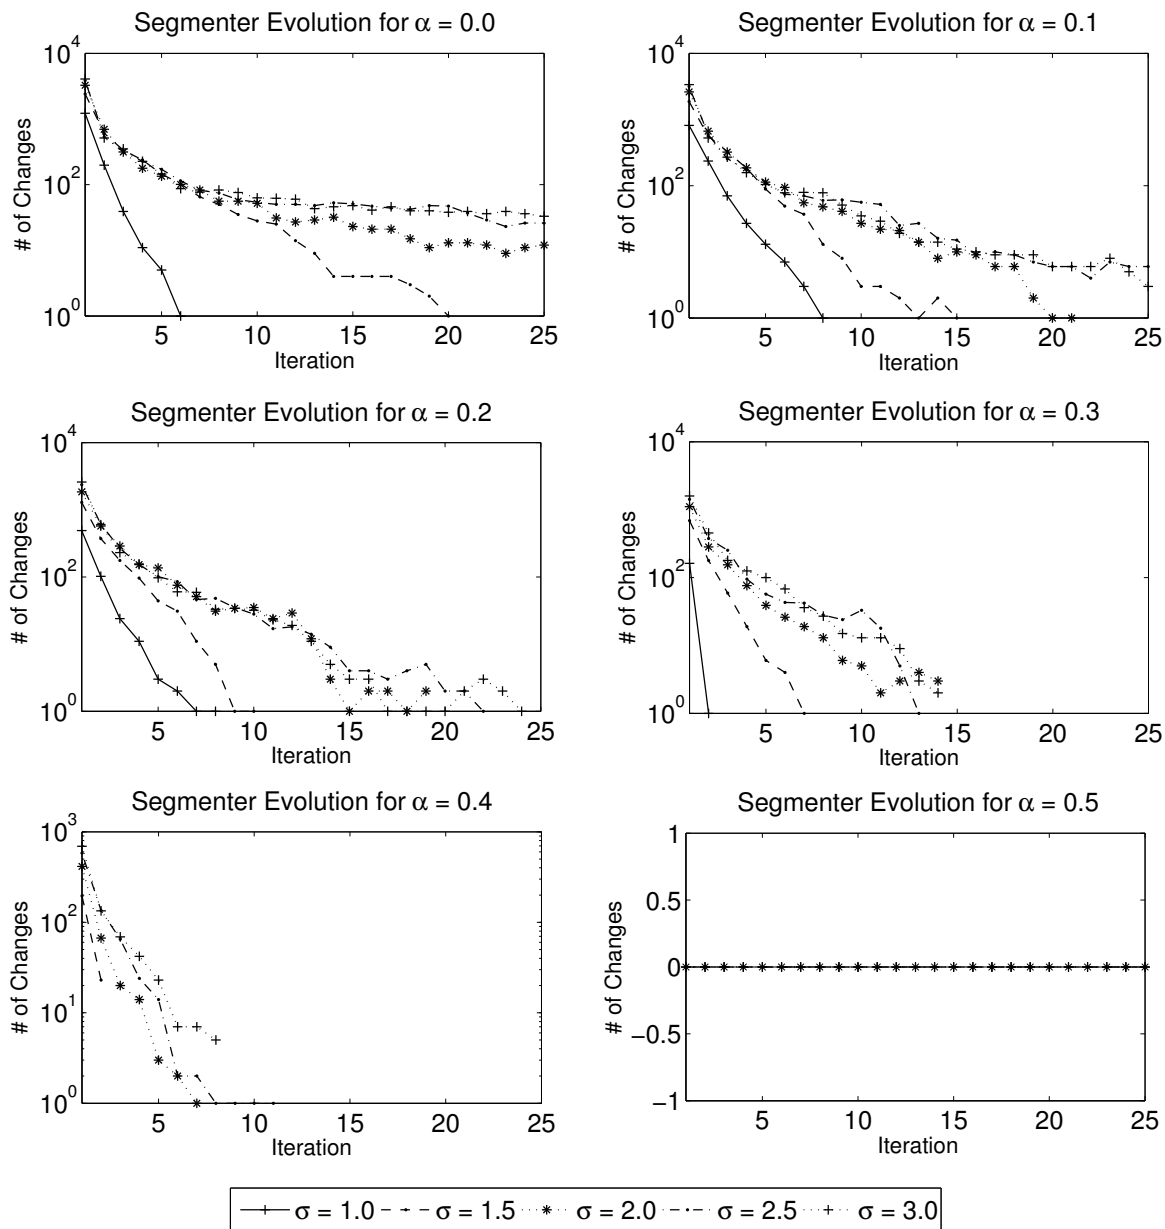 Segmenter Evolution for α = 0.0
10^4
10^2
10^0
# of Changes
5 10 15 20 25
Iteration
Segmenter Evolution for α = 0.1
10^4
10^2
10^0
# of Changes
5 10 15 20 25
Iteration
Segmenter Evolution for α = 0.2
10^4
10^2
10^0
# of Changes
5 10 15 20 25
Iteration
Segmenter Evolution for α = 0.3
10^4
10^2
10^0
# of Changes
5 10 15 20 25
Iteration
Segmenter Evolution for α = 0.4
10^3
10^2
10^1
10^0
# of Changes
5 10 15 20 25
Iteration
Segmenter Evolution for α = 0.5
1
0.5
0
−0.5
−1
# of Changes
5 10 15 20 25
Iteration
σ = 1.0 σ = 1.5 σ = 2.0 σ = 2.5 σ = 3.0